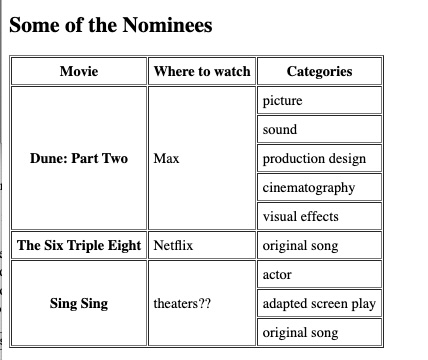 Some of the Nominees
Movie Where to watch Categories
Dune: Part Two Max picture
sound
production design
cinematography
visual effects
The Six Triple Eight Netflix original song
Sing Sing theaters?? actor
adapted screen play
original song